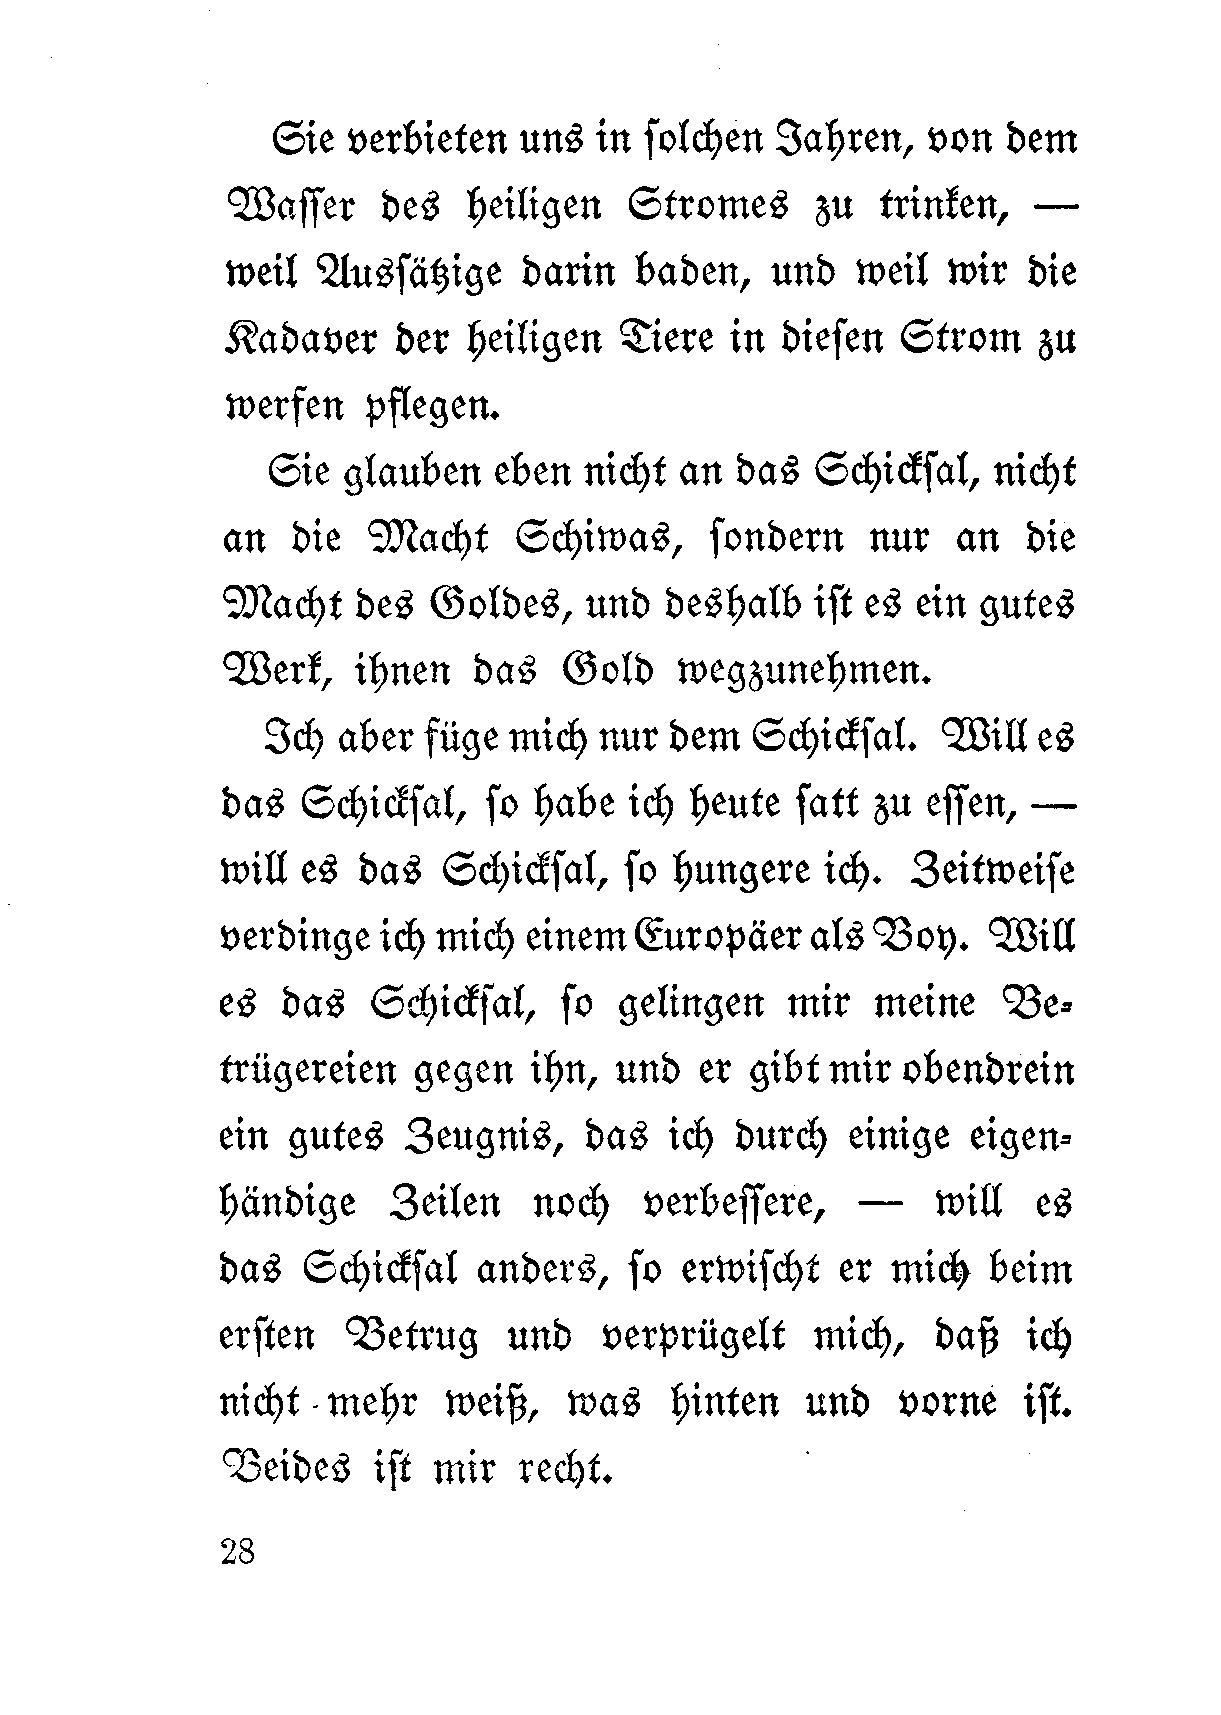 Sie verbieten uns in ſolchen Jahren, von dem
Waſſer des heiligen Stromes zu trinken, —
weil Ausſätzige darin baden, und weil wir die
Kadaver der heiligen Tiere in dieſen Strom zu
werfen pflegen.
Sie glauben eben nicht an das Schickſal, nicht
an die Macht Schiwas, ſondern nur an die
Macht des Goldes, und deshalb iſt es ein gutes
Werk, ihnen das Gold wegzunehmen.
Ich aber füge mich nur dem Schickſal. Will es
das Schickſal, ſo habe ich heute ſatt zu eſſen, —
will es das Schickſal, ſo hungere ich. Zeitweiſe
verdinge ich mich einem Europäer als Boy. Will
es das Schickſal, ſo gelingen mir meine Be-
trügereien gegen ihn, und er gibt mir obendrein
ein gutes Zeugnis, das ich durch einige eigen-
händige Zeilen noch verbeſſere, — will es
das Schickſal anders, ſo erwiſcht er mich beim
erſten Betrug und verprügelt mich, daß ich
nicht mehr weiß, was hinten und vorne iſt.
Beides iſt mir recht.
28